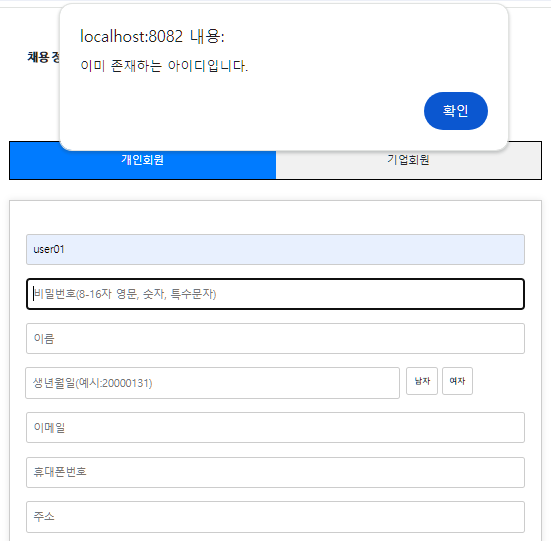 localhost:8082 내용:
이미 존재하는 아이디입니다.
확인
채용 정
개인회원
기업회원
user01
비밀번호(8-16자 영문, 숫자, 특수문자)
이름
생년월일(예시:20000131)
남자
여자
이메일
휴대폰번호
주소